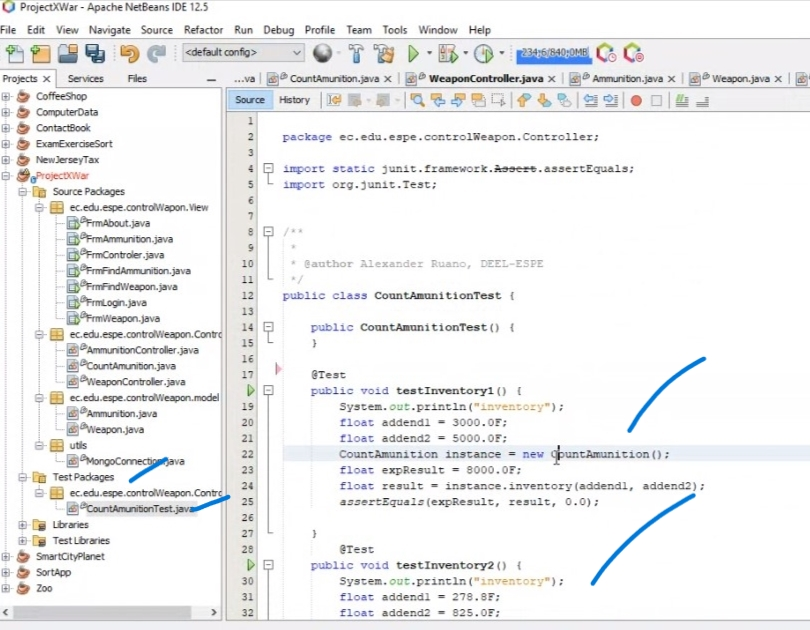 ProjectXWar - Apache NetBeans IDE 12.5
File Edit View Navigate Source Refactor Run Debug Profile Team Tools Window Help
<default config>
234,6/840,0MB
Projects × Services Files
...va CountAmunition.java × WeaponController.java × Ammunition.java × Weapon.java ×
Source History
CoffeeShop
ComputerData
ContactBook
ExamExerciseSort
NewJerseyTax
ProjectXWar
Source Packages
ec.edu.espe.controlWapon.View
FrmAbout.java
FrmAmmunition.java
FrmControler.java
FrmFindAmmunition.java
FrmFindWeapon.java
FrmLogin.java
FrmWeapon.java
ec.edu.espe.controlWeapon.Contro
AmmunitionController.java
CountAmunition.java
WeaponController.java
ec.edu.espe.controlWeapon.model
Ammunition.java
Weapon.java
utils
MongoConnection.java
Test Packages
ec.edu.espe.controlWeapon.Contro
CountAmunitionTest.java
Libraries
Test Libraries
SmartCityPlanet
SortApp
Zoo
1
2 package ec.edu.espe.controlWeapon.Controller;
3
4 import static junit.framework.Assert.assertEquals;
5 import org.junit.Test;
6
7
8 /**
9 *
10 * @author Alexander Ruano, DEEL-ESPE
11 */
12 public class CountAmunitionTest {
13
14 public CountAmunitionTest() {
15 }
16
17 @Test
public void testInventory1() {
19 System.out.println("inventory");
20 float addend1 = 3000.0F;
21 float addend2 = 5000.0F;
22 CountAmunition instance = new CountAmunition();
23 float expResult = 8000.0F;
24 float result = instance.inventory(addend1, addend2);
25 assertEquals(expResult, result, 0.0);
26
27 }
28 @Test
public void testInventory2() {
30 System.out.println("inventory");
31 float addend1 = 278.8F;
32 float addend2 = 825.0F;